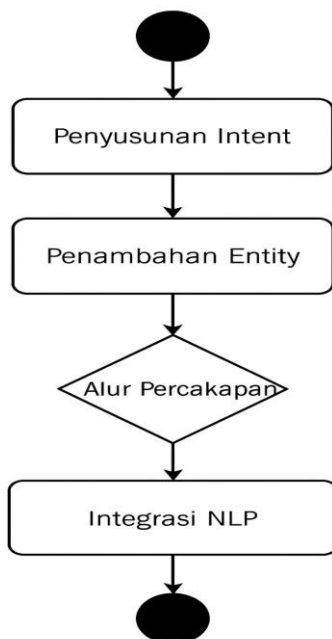 Penyusunan Intent
Penambahan Entity
Alur Percakapan
Integrasi NLP